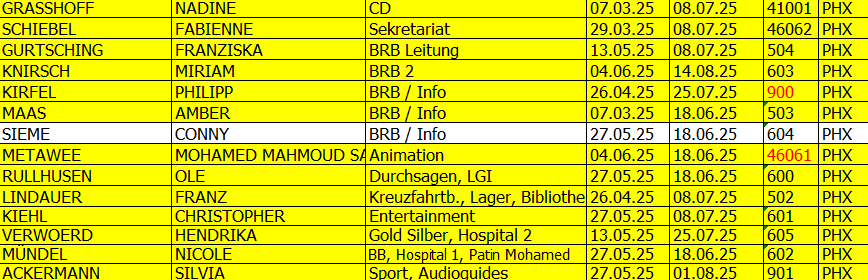 GRASSHOFF NADINE CD 07.03.25 08.07.25 41001 PHX
SCHIEBEL FABIENNE Sekretariat 29.03.25 08.07.25 46062 PHX
GURTSCHING FRANZISKA BRB Leitung 13.05.25 08.07.25 504 PHX
KNIRSCH MIRIAM BRB 2 04.06.25 14.08.25 603 PHX
KIRFEL PHILIPP BRB / Info 26.04.25 25.07.25 900 PHX
MAAS AMBER BRB / Info 07.03.25 18.06.25 503 PHX
SIEME CONNY BRB / Info 27.05.25 18.06.25 604 PHX
METAWEE MOHAMED MAHMOUD SA Animation 04.06.25 18.06.25 46061 PHX
RULLHUSEN OLE Durchsagen, LGI 27.05.25 18.06.25 600 PHX
LINDAUER FRANZ Kreuzfahrtb., Lager, Bibliothe 26.04.25 08.07.25 502 PHX
KIEHL CHRISTOPHER Entertainment 27.05.25 08.07.25 601 PHX
VERWOERD HENDRIKA Gold Silber, Hospital 2 13.05.25 25.07.25 605 PHX
MÜNDEL NICOLE BB, Hospital 1, Patin Mohamed 27.05.25 18.06.25 602 PHX
ACKERMANN SILVIA Sport, Audioguides 27.05.25 01.08.25 901 PHX